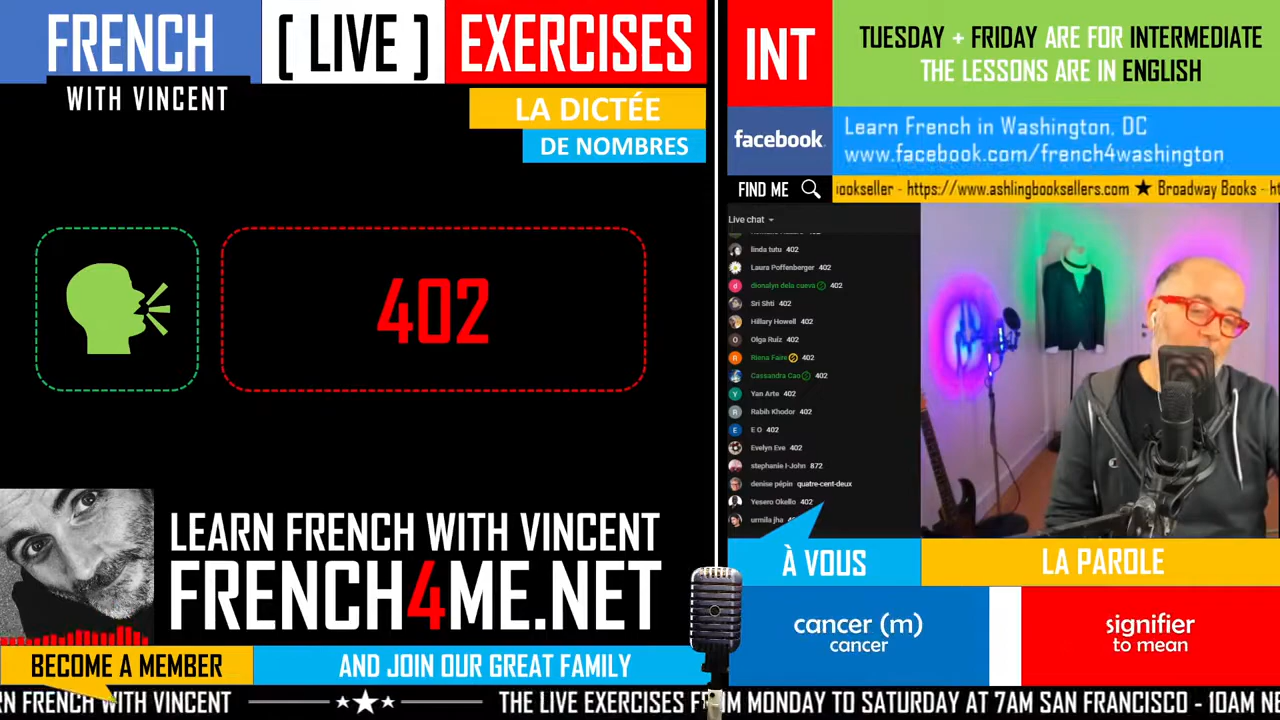 FRENCH [ LIVE ] EXERCISES
WITH VINCENT
LA DICTÉE
DE NOMBRES
402
LEARN FRENCH WITH VINCENT
FRENCH4ME.NET
BECOME A MEMBER
AND JOIN OUR GREAT FAMILY
INT
TUESDAY + FRIDAY ARE FOR INTERMEDIATE
THE LESSONS ARE IN ENGLISH
facebook
Learn French in Washington, DC
www.facebook.com/french4washington
FIND ME
ookseller - https://www.ashlingbooksellers.com ★ Broadway Books - ht
Live chat
linda tutu 402
Laura Poffenberger 402
d dionalyn dela cueva 402
Sri Shti 402
Hillary Howell 402
O Olga Ruíz 402
R Riena Faire 402
Cassandra Cao 402
Y Yan Arte 402
R Rabih Khodor 402
E E O 402
Evelyn Eve 402
stephanie I-John 872
denise pépin quatre-cent-deux
Yesero Okello 402
urmila jha
À VOUS
LA PAROLE
cancer (m)
cancer
signifier
to mean
RN FRENCH WITH VINCENT ★ THE LIVE EXERCISES FROM MONDAY TO SATURDAY AT 7AM SAN FRANCISCO - 10AM NE